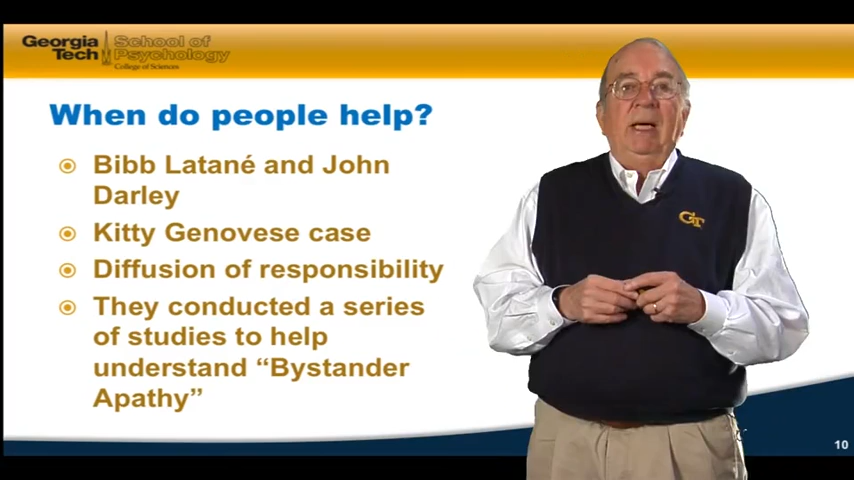 Georgia Tech
School of Psychology
College of Sciences
When do people help?
Bibb Latané and John
Darley
Kitty Genovese case
Diffusion of responsibility
They conducted a series
of studies to help
understand “Bystander
Apathy”
GT
10